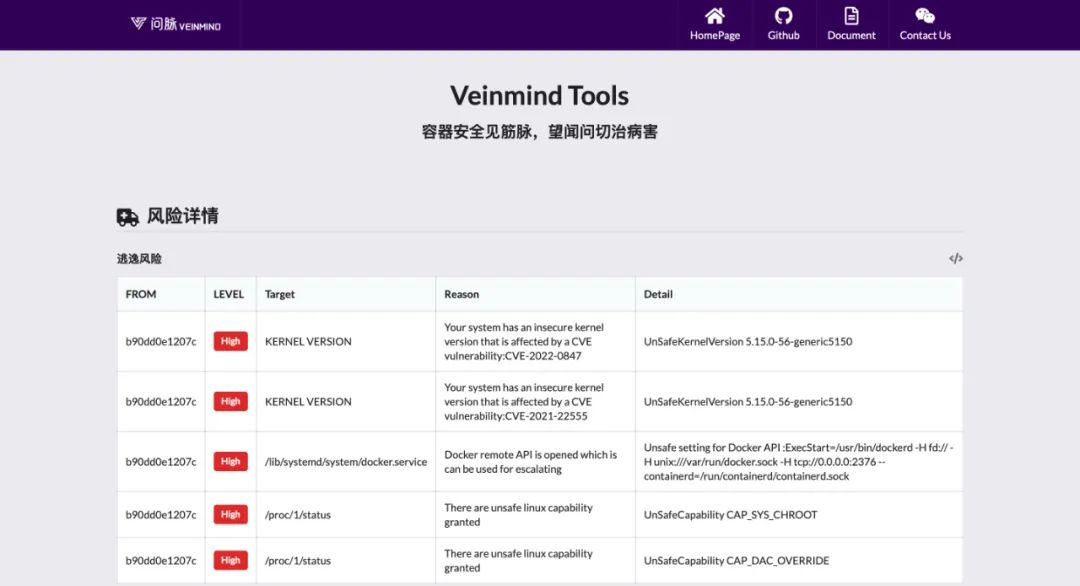 问脉 VEINMIND
HomePage
Github
Document
Contact Us
Veinmind Tools
容器安全见筋脉，望闻问切治病害
风险详情
逃逸风险
</>
FROM LEVEL Target Reason Detail
b90dd0e1207c High KERNEL VERSION
Your system has an insecure kernel
version that is affected by a CVE
vulnerability:CVE-2022-0847
UnSafeKernelVersion 5.15.0-56-generic5150
b90dd0e1207c High KERNEL VERSION
Your system has an insecure kernel
version that is affected by a CVE
vulnerability:CVE-2021-22555
UnSafeKernelVersion 5.15.0-56-generic5150
b90dd0e1207c High /lib/systemd/system/docker.service
Docker remote API is opened which is
can be used for escalating
Unsafe setting for Docker API :ExecStart=/usr/bin/dockerd -H fd:// -
H unix:///var/run/docker.sock -H tcp://0.0.0.0:2376 --
containerd=/run/containerd/containerd.sock
b90dd0e1207c High /proc/1/status
There are unsafe linux capability
granted
UnSafeCapability CAP_SYS_CHROOT
b90dd0e1207c High /proc/1/status
There are unsafe linux capability
granted
UnSafeCapability CAP_DAC_OVERRIDE